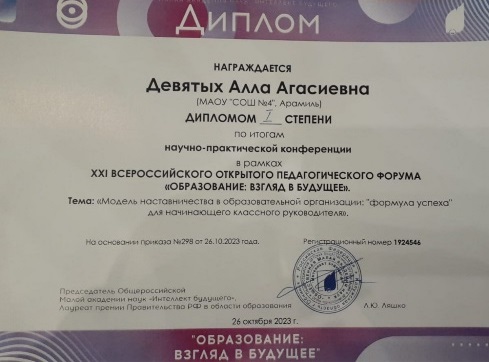 ДИПЛОМ
НАГРАЖДАЕТСЯ
Девятых Алла Агасиевна
(МАОУ "СОШ №4", Арамиль)
ДИПЛОМОМ I СТЕПЕНИ
по итогам
научно-практической конференции
в рамках
XXI ВСЕРОССИЙСКОГО ОТКРЫТОГО ПЕДАГОГИЧЕСКОГО ФОРУМА
«ОБРАЗОВАНИЕ: ВЗГЛЯД В БУДУЩЕЕ».
Тема: «Модель наставничества в образовательной организации: "формула успеха"
для начинающего классного руководителя».
На основании приказа №298 от 26.10.2023 года. Регистрационный номер 1924546
Председатель Общероссийской
Малой академии наук «Интеллект будущего»,
Лауреат премии Правительства РФ в области образования Л.Ю. Ляшко
26 октября 2023 г.
"ОБРАЗОВАНИЕ:
ВЗГЛЯД В БУДУЩЕЕ"